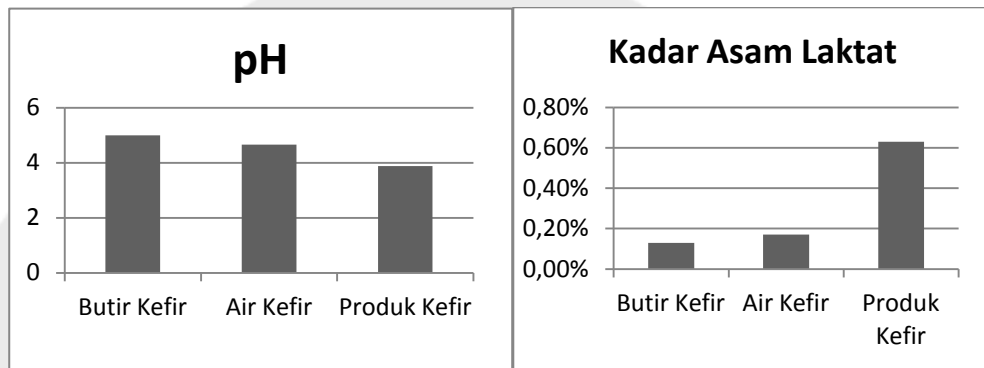 pH
6
4
2
0
Butir Kefir Air Kefir Produk Kefir
Kadar Asam Laktat
0,80%
0,60%
0,40%
0,20%
0,00%
Butir Kefir Air Kefir Produk
Kefir